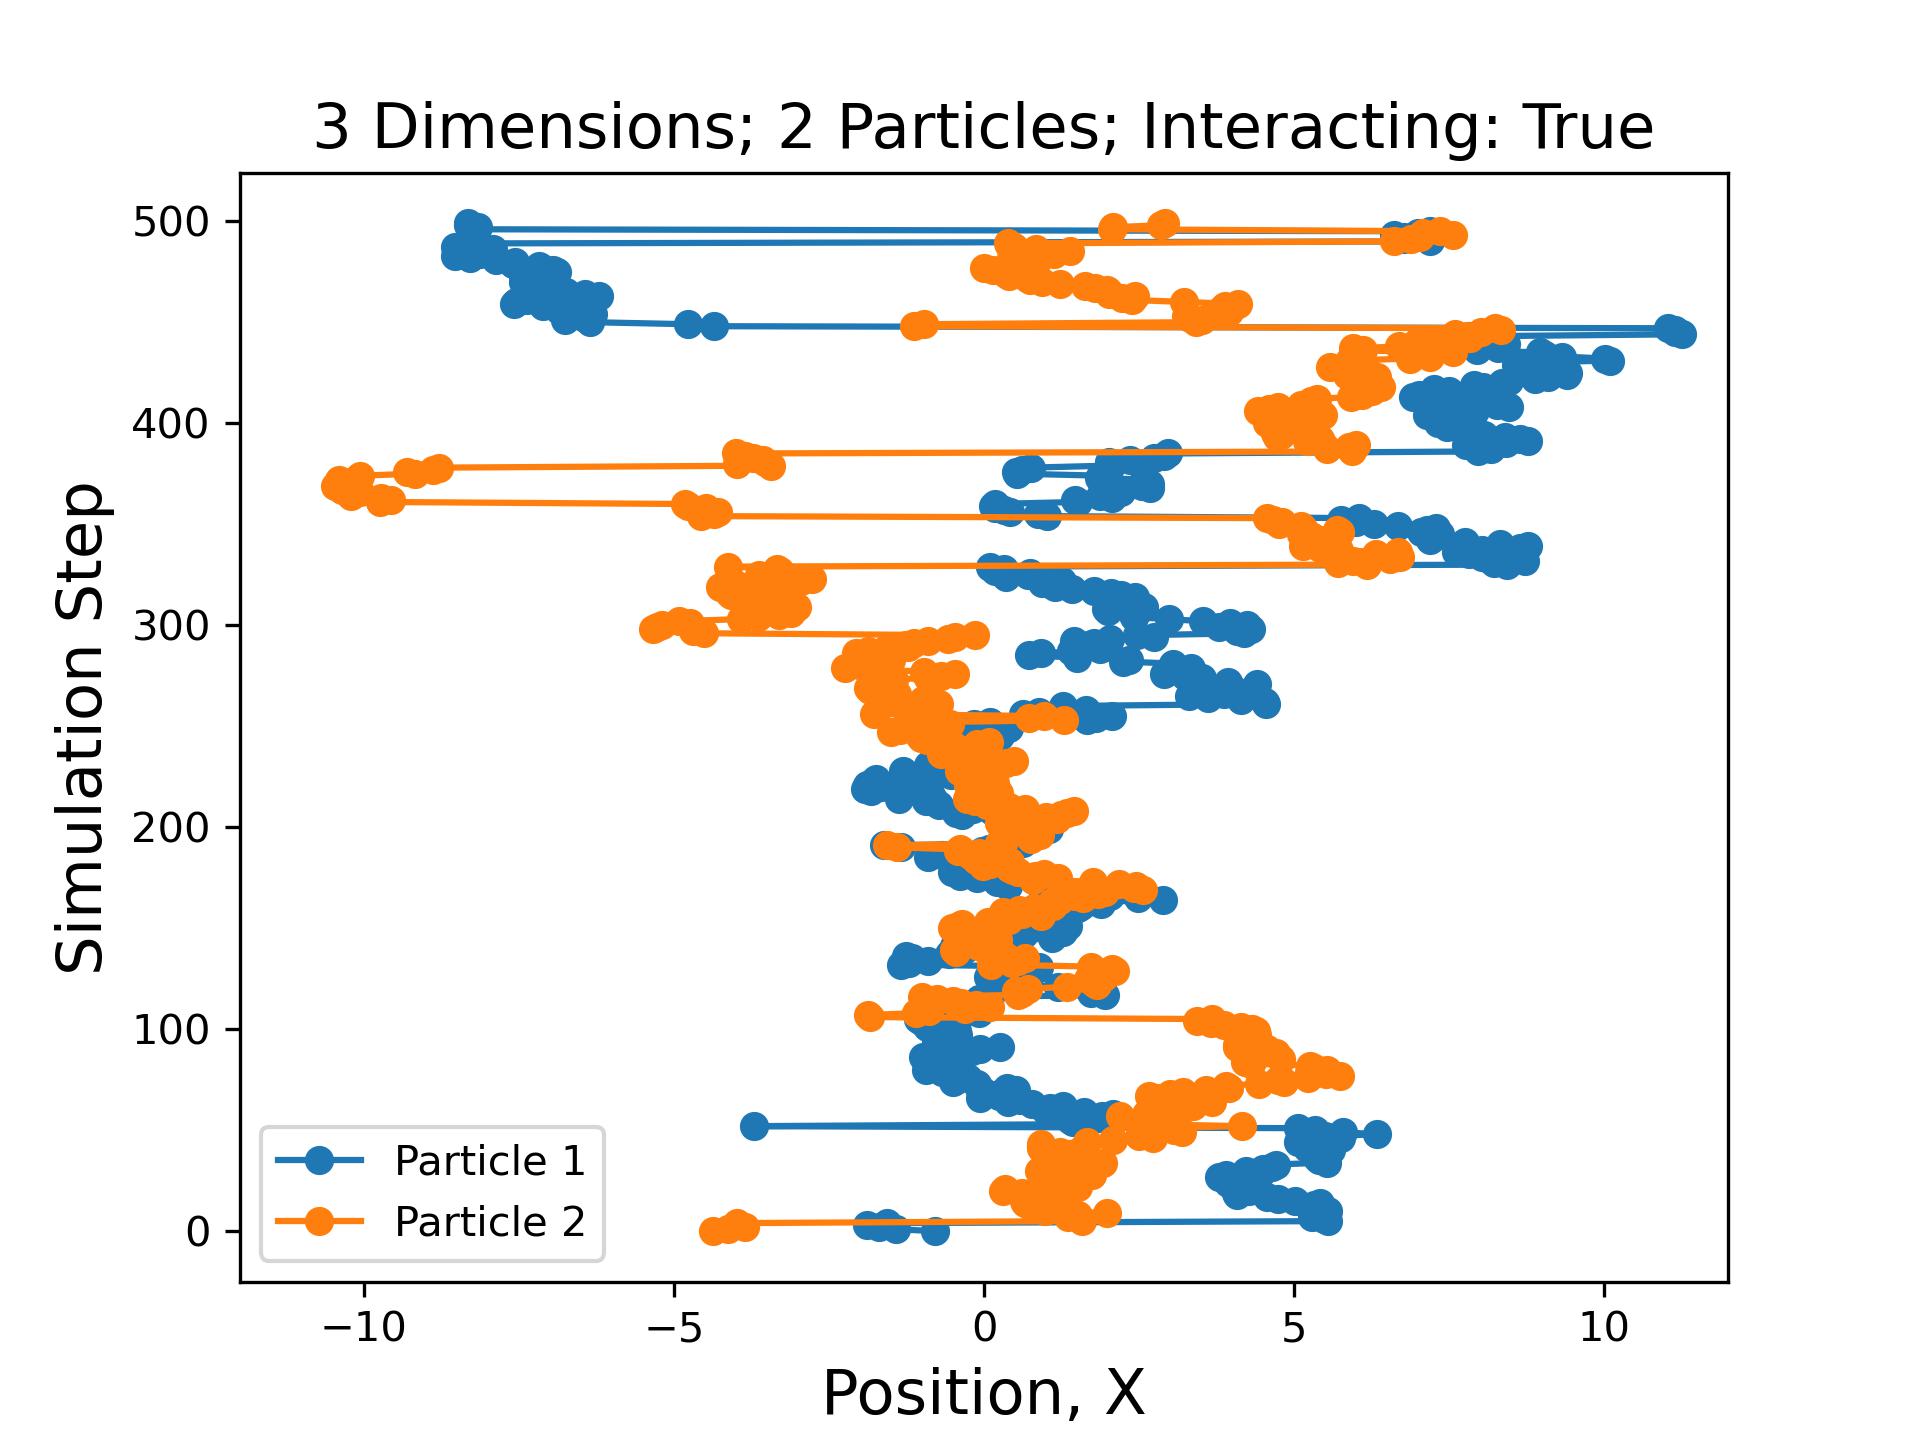 3 Dimensions; 2 Particles; Interacting: True
Simulation Step
500
400
300
200
100
0
Particle 1
Particle 2
−10
−5
0
5
10
Position, X